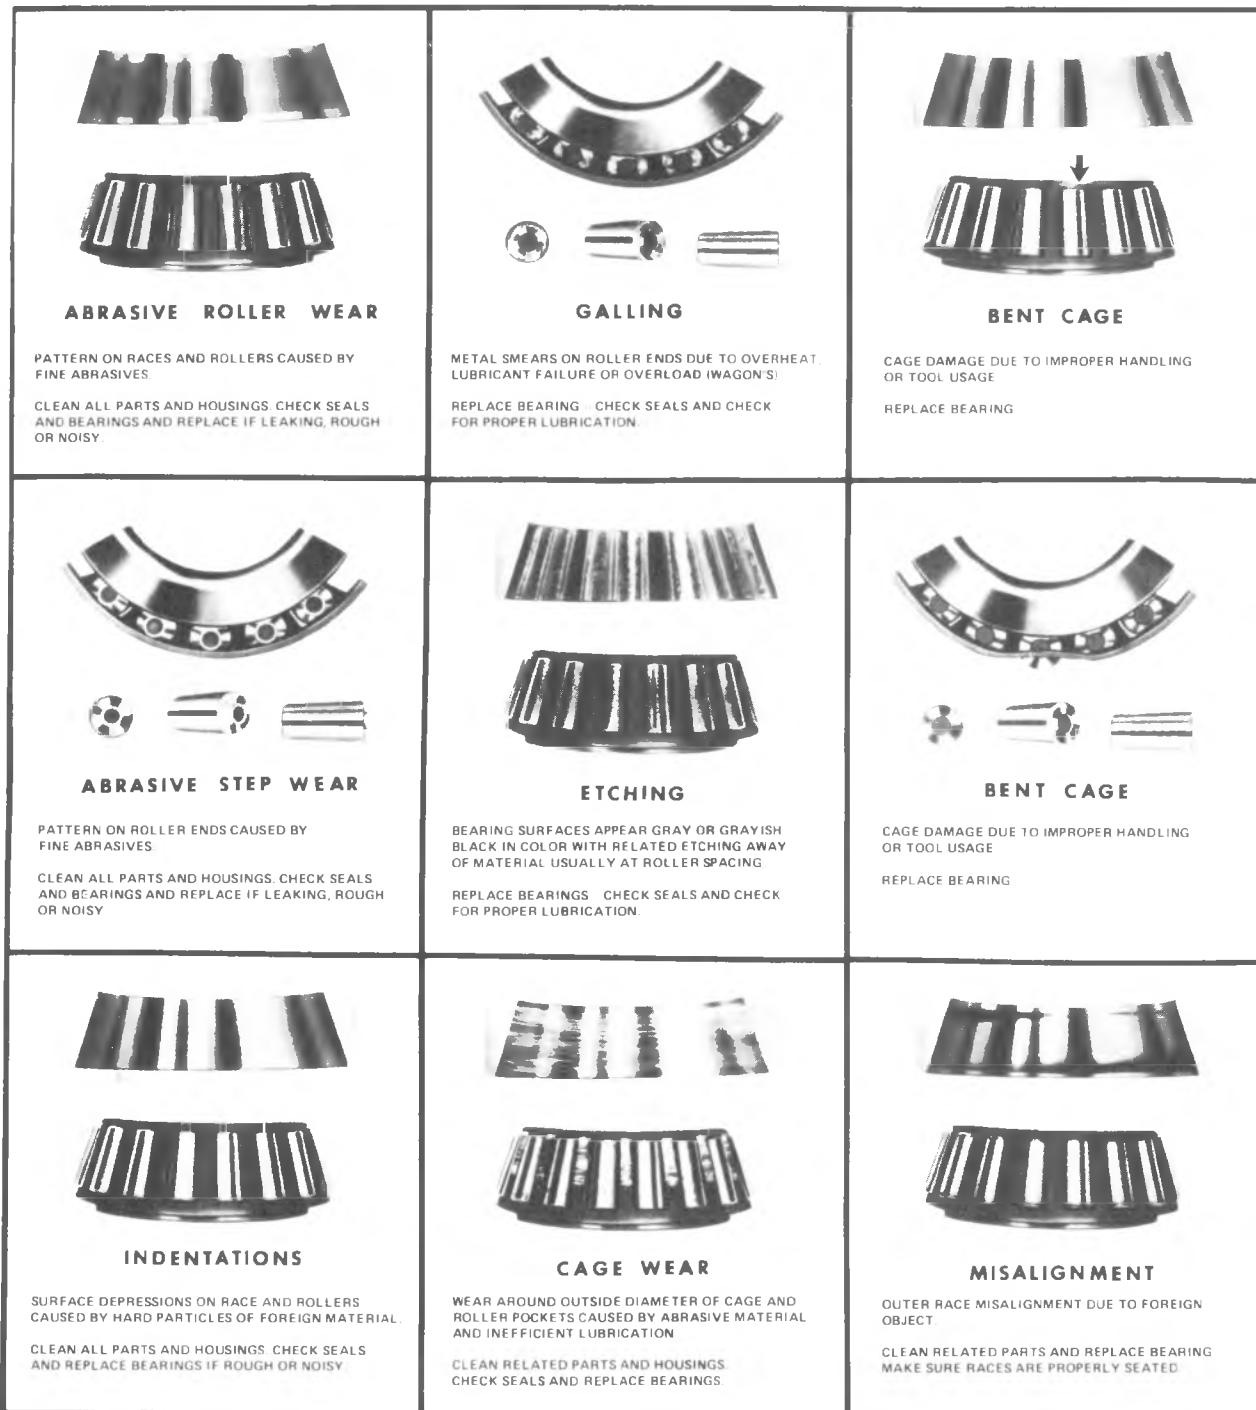 ABRASIVE ROLLER WEAR
PATTERN ON RACES AND ROLLERS CAUSED BY
FINE ABRASIVES.
CLEAN ALL PARTS AND HOUSINGS. CHECK SEALS
AND BEARINGS AND REPLACE IF LEAKING, ROUGH
OR NOISY.
GALLING
METAL SMEARS ON ROLLER ENDS DUE TO OVERHEAT,
LUBRICANT FAILURE OR OVERLOAD (WAGON'S)
REPLACE BEARING CHECK SEALS AND CHECK
FOR PROPER LUBRICATION.
BENT CAGE
CAGE DAMAGE DUE TO IMPROPER HANDLING
OR TOOL USAGE
REPLACE BEARING
ABRASIVE STEP WEAR
PATTERN ON ROLLER ENDS CAUSED BY
FINE ABRASIVES.
CLEAN ALL PARTS AND HOUSINGS. CHECK SEALS
AND BEARINGS AND REPLACE IF LEAKING, ROUGH
OR NOISY
ETCHING
BEARING SURFACES APPEAR GRAY OR GRAYISH
BLACK IN COLOR WITH RELATED ETCHING AWAY
OF MATERIAL USUALLY AT ROLLER SPACING
REPLACE BEARINGS CHECK SEALS AND CHECK
FOR PROPER LUBRICATION.
BENT CAGE
CAGE DAMAGE DUE TO IMPROPER HANDLING
OR TOOL USAGE
REPLACE BEARING
INDENTATIONS
SURFACE DEPRESSIONS ON RACE AND ROLLERS
CAUSED BY HARD PARTICLES OF FOREIGN MATERIAL.
CLEAN ALL PARTS AND HOUSINGS. CHECK SEALS
AND REPLACE BEARINGS IF ROUGH OR NOISY.
CAGE WEAR
WEAR AROUND OUTSIDE DIAMETER OF CAGE AND
ROLLER POCKETS CAUSED BY ABRASIVE MATERIAL
AND INEFFICIENT LUBRICATION
CLEAN RELATED PARTS AND HOUSINGS.
CHECK SEALS AND REPLACE BEARINGS.
MISALIGNMENT
OUTER RACE MISALIGNMENT DUE TO FOREIGN
OBJECT.
CLEAN RELATED PARTS AND REPLACE BEARING
MAKE SURE RACES ARE PROPERLY SEATED.